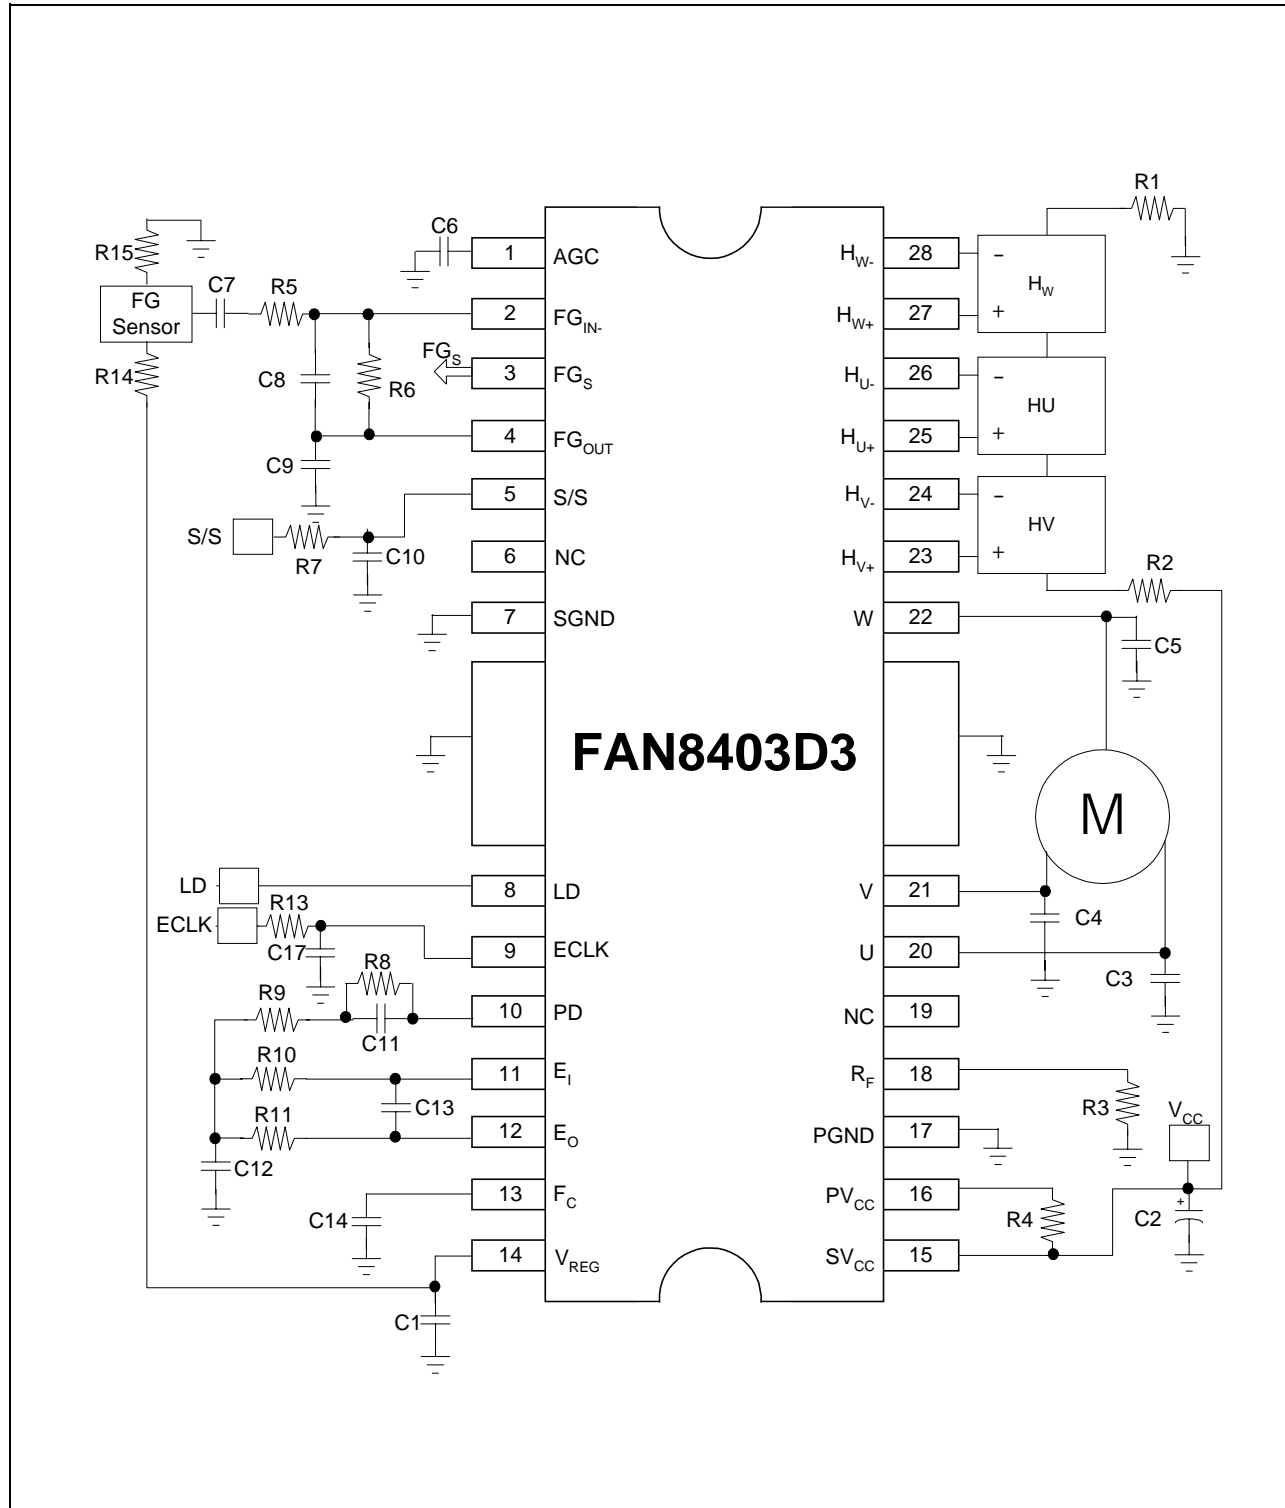 R1
R15
C6
1 AGC
H_W- 28
−
H_W
+
C7 R5
FG
Sensor
2 FG_IN-
H_W+ 27
FG_S
R14
3 FG_S
H_U- 26
−
HU
+
C8
R6
4 FG_OUT
H_U+ 25
C9
5 S/S
H_V- 24
−
HV
+
S/S
R7
C10
6 NC
H_V+ 23
R2
7 SGND
W 22
C5
FAN8403D3
M
LD
8 LD
V 21
R13
ECLK
C17
C4
9 ECLK
U 20
R8
C3
R9
10 PD
NC 19
C11
R10
11 E_I
R_F 18
C13
R3
R11
V_CC
12 E_O
PGND 17
C12
13 F_C
PV_CC 16
C14
R4
+
C2
14 V_REG
SV_CC 15
C1